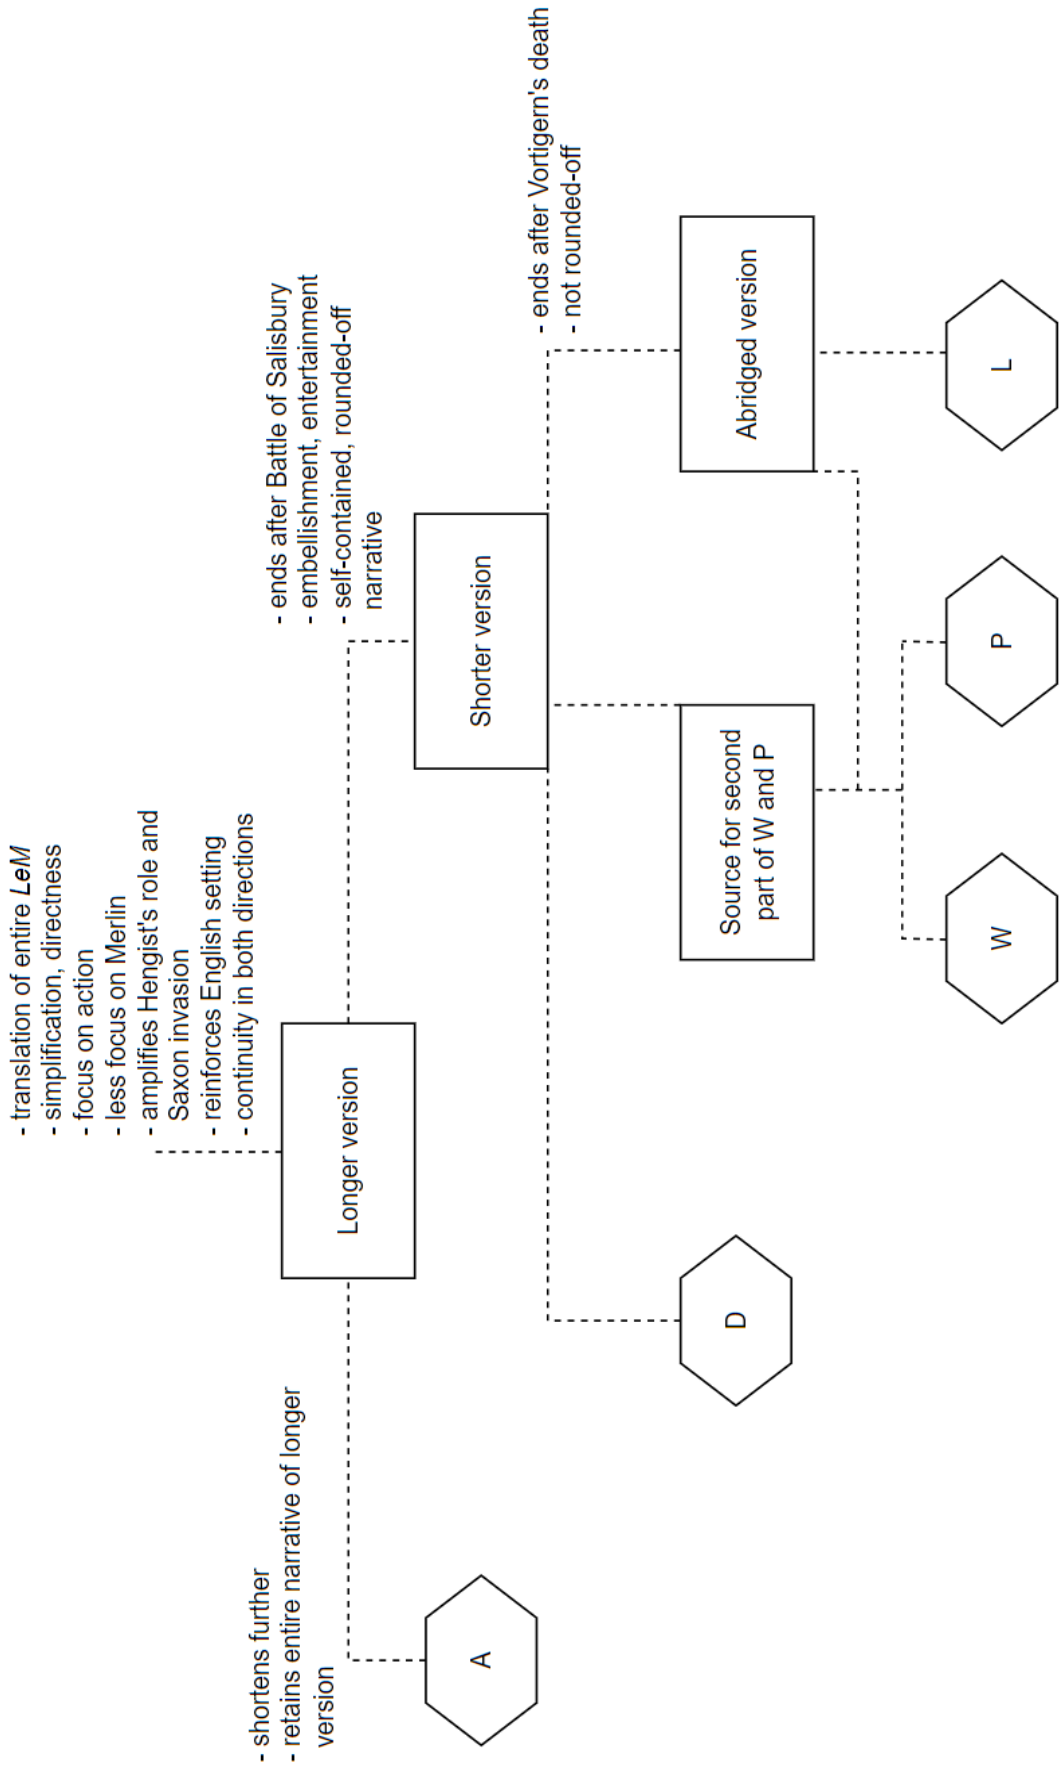 - translation of entire LeM
- simplification, directness
- focus on action
- less focus on Merlin
- amplifies Hengist's role and
Saxon invasion
- reinforces English setting
- continuity in both directions
Longer version
- shortens further
- retains entire narrative of longer
version
A
- ends after Battle of Salisbury
- embellishment, entertainment
- self-contained, rounded-off
narrative
Shorter version
- ends after Vortigern's death
- not rounded-off
D
Source for second
part of W and P
Abridged version
W
P
L